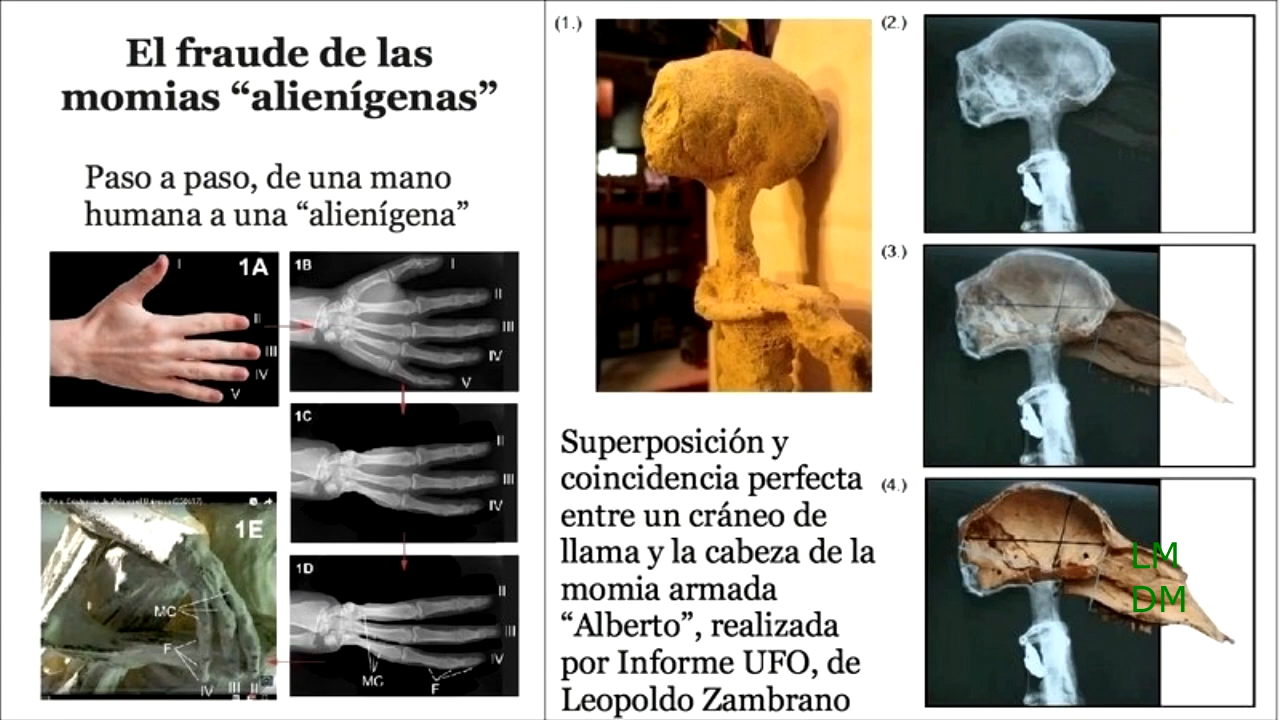 El fraude de las
momias “alienígenas”
Paso a paso, de una mano
humana a una “alienígena”
1A
I
II
III
IV
V
1B
I
II
III
IV
V
1C
II
III
IV
1D
II
III
IV
MC
F
1E
MC
F
IV
III
II
(1.)
(2.)
(3.)
(4.)
LM
DM
Superposición y
coincidencia perfecta
entre un cráneo de
llama y la cabeza de la
momia armada
“Alberto”, realizada
por Informe UFO, de
Leopoldo Zambrano